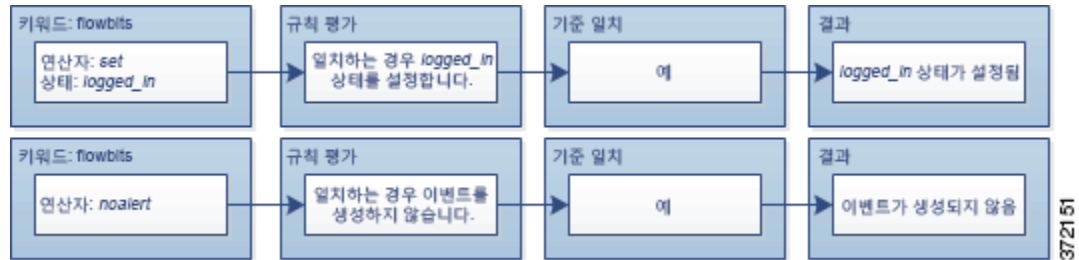 키워드: flowbits
연산자: set
상태: logged_in
규칙 평가
일치하는 경우 logged_in
상태를 설정합니다.
기준 일치
예
결과
logged_in 상태가 설정됨
키워드: flowbits
연산자: noalert
규칙 평가
일치하는 경우 이벤트를
생성하지 않습니다.
기준 일치
예
결과
이벤트가 생성되지 않음
372151